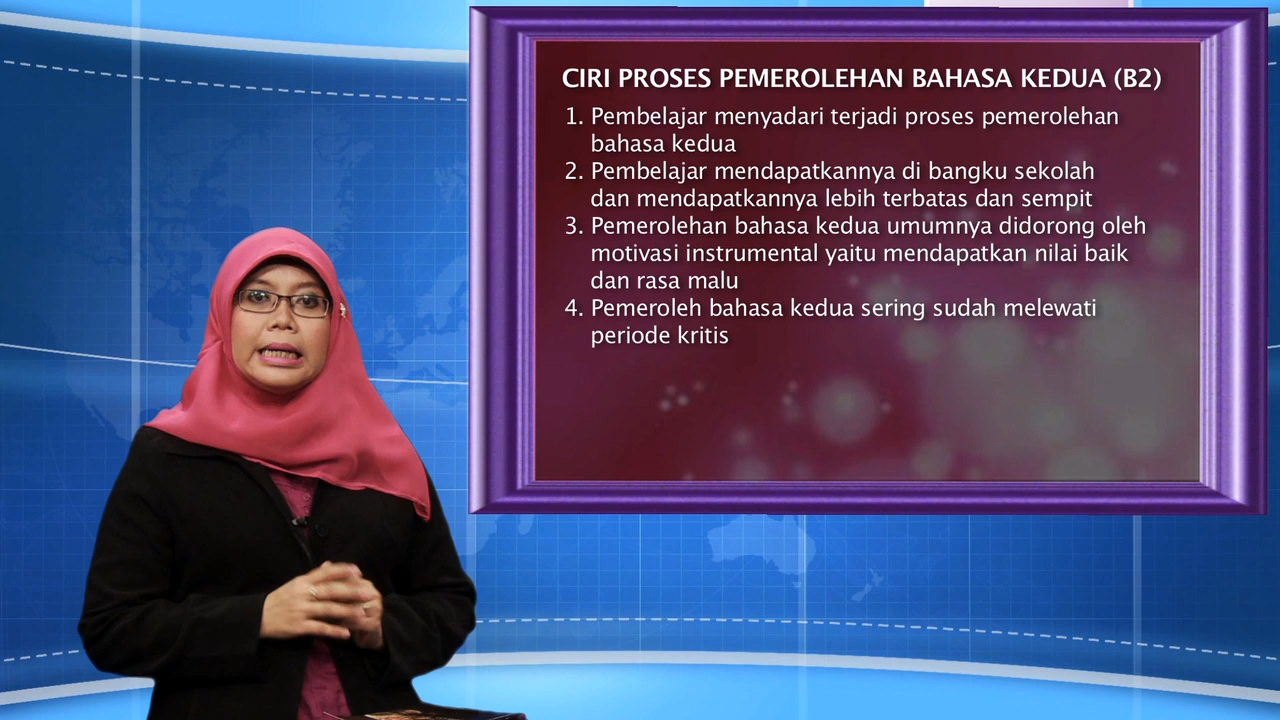 CIRI PROSES PEMEROLEHAN BAHASA KEDUA (B2)
1. Pembelajar menyadari terjadi proses pemerolehan
bahasa kedua
2. Pembelajar mendapatkannya di bangku sekolah
dan mendapatkannya lebih terbatas dan sempit
3. Pemerolehan bahasa kedua umumnya didorong oleh
motivasi instrumental yaitu mendapatkan nilai baik
dan rasa malu
4. Pemeroleh bahasa kedua sering sudah melewati
periode kritis